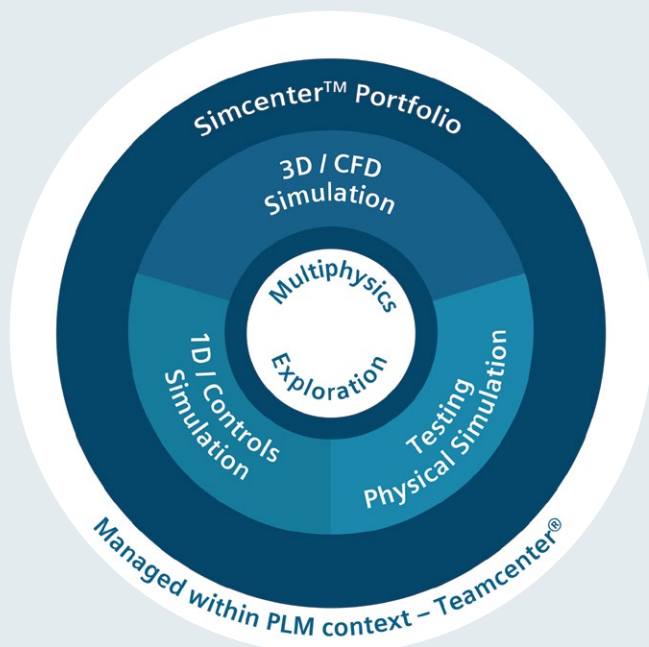 Simcenter™ Portfolio
3D / CFD
Simulation
Multiphysics
Exploration
1D / Controls
Simulation
Testing
Physical Simulation
Managed within PLM context – Teamcenter®